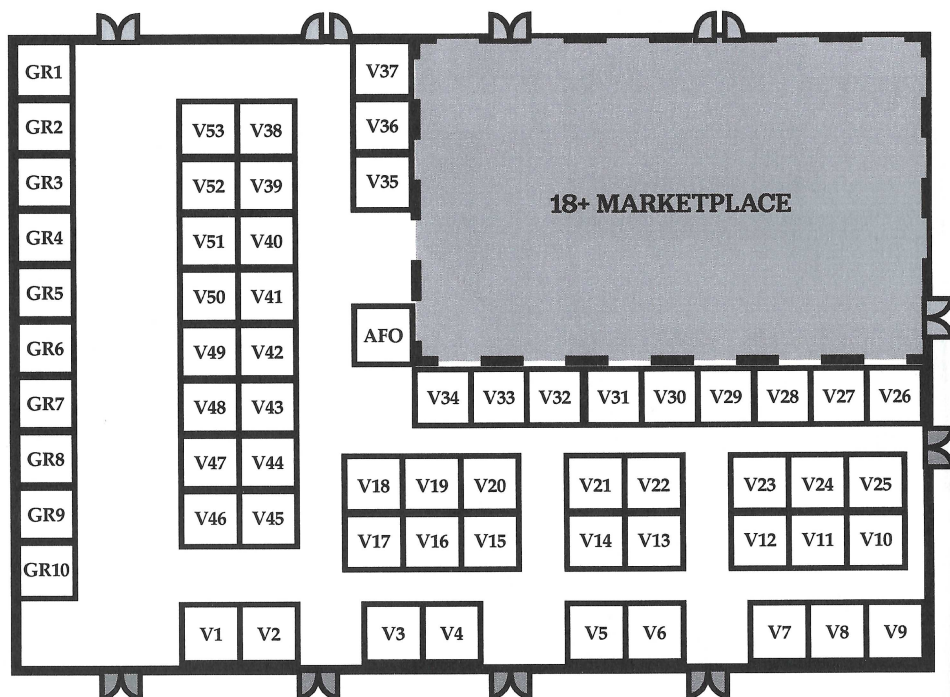 GR1
GR2
GR3
GR4
GR5
GR6
GR7
GR8
GR9
GR10
V53 V38
V52 V39
V51 V40
V50 V41
V49 V42
V48 V43
V47 V44
V46 V45
V37
V36
V35
AFO
18+ MARKETPLACE
V34 V33 V32 V31 V30 V29 V28 V27 V26
V18 V19 V20
V17 V16 V15
V21 V22
V14 V13
V23 V24 V25
V12 V11 V10
V1 V2
V3 V4
V5 V6
V7 V8 V9